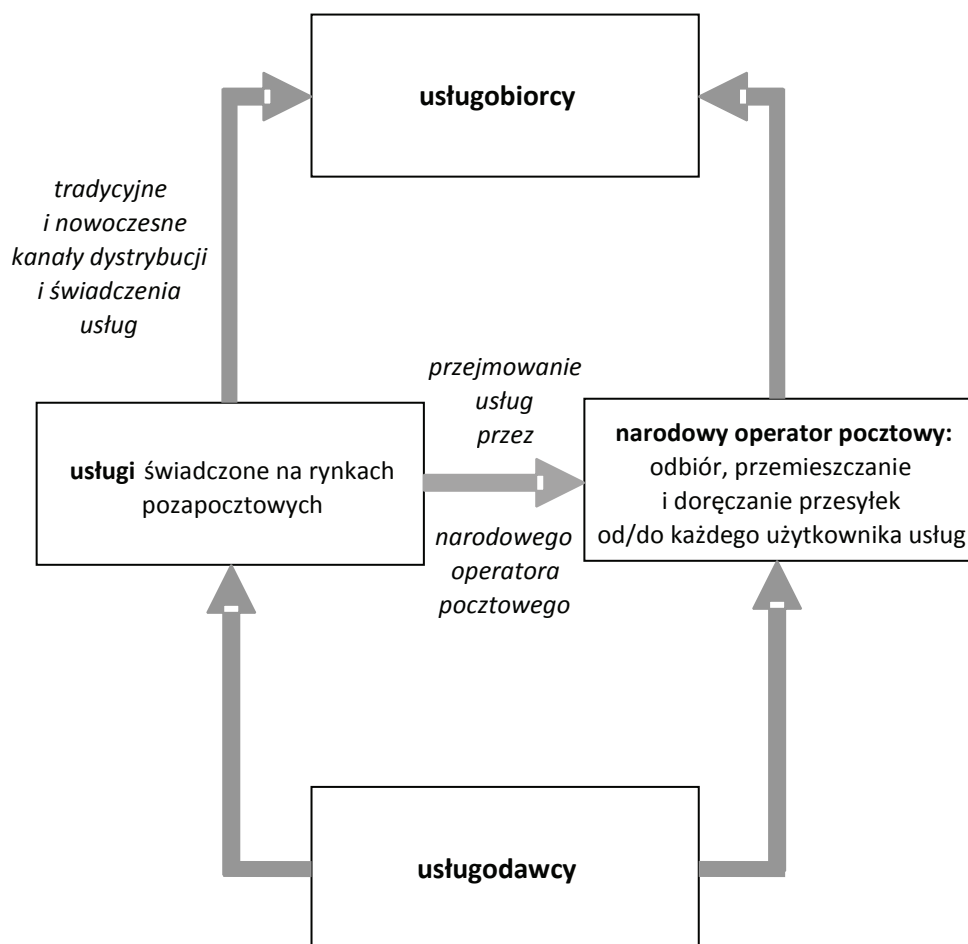 usługobiorcy
tradycyjne
i nowoczesne
kanały dystrybucji
i świadczenia
usług
przejmowanie
usług
przez
usługi świadczone na rynkach
pozapocztowych
narodowy operator pocztowy:
odbiór, przemieszczanie
i doręczanie przesyłek
od/do każdego użytkownika usług
narodowego
operatora
pocztowego
usługodawcy